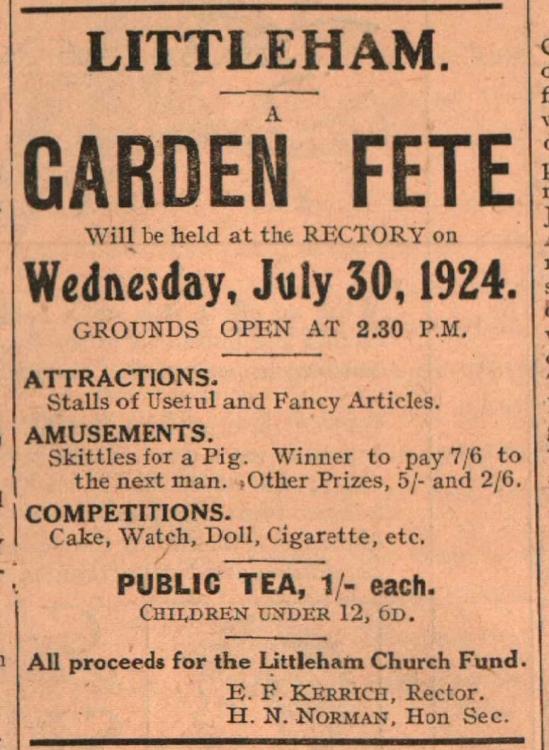 LITTLEHAM.
A
GARDEN FETE
Will be held at the RECTORY on
Wednesday, July 30, 1924.
GROUNDS OPEN AT 2.30 P.M.
ATTRACTIONS.
Stalls of Useful and Fancy Articles.
AMUSEMENTS.
Skittles for a Pig. Winner to pay 7/6 to
the next man. Other Prizes, 5/- and 2/6.
COMPETITIONS.
Cake, Watch, Doll, Cigarette, etc.
PUBLIC TEA, 1/- each.
CHILDREN UNDER 12, 6D.
All proceeds for the Littleham Church Fund.
E. F. KERRICH, Rector.
H. N. NORMAN, Hon Sec.